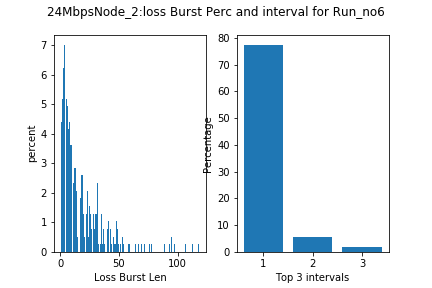 24MbpsNode_2:loss Burst Perc and interval for Run_no6
percent
7
6
5
4
3
2
1
0
0 50 100
Loss Burst Len
Percentage
80
70
60
50
40
30
20
10
0
1 2 3
Top 3 intervals